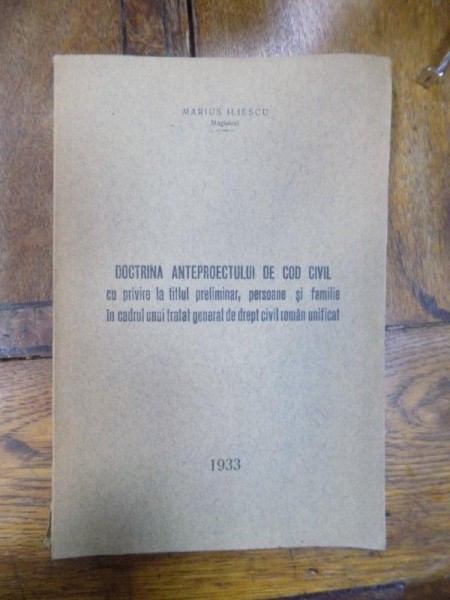 MARIUS ILIESCU
Magistrat
DOCTRINA ANTEPROECTULUI DE COD CIVIL
cu privire la titlul preliminar, persoane și familie
în cadrul unui tratat general de drept civil român unificat
1933